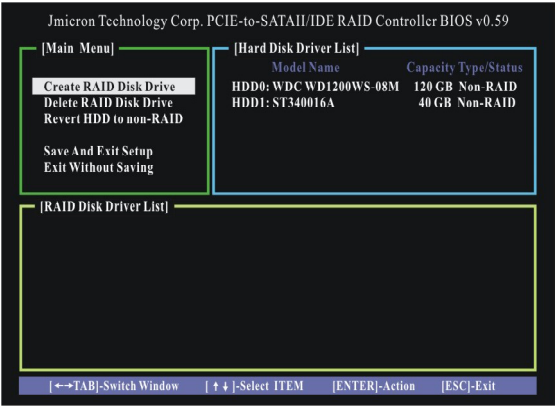 Jmicron Tccbnology Corp. PCIE-to-SATAII/IDE RAID Controllcr BIOS v0.59
[Main Menu]
Create RAID Disk Drive
Delete RAID Disk Drive
Revert HDD to non-RAID
Save And Exit Setup
Exit Without Saving
[Hard Disk Driver List]
Model Name Capacity Type/Status
HDD0: WDC WD1200WS-08M 120 GB Non-RAID
HDD1: ST340016A 40 GB Non-RAID
[RAID Disk Driver List]
[←→TAB]-Switch Window [↑↓]-Select ITEM [ENTER]-Action [ESC]-Exit